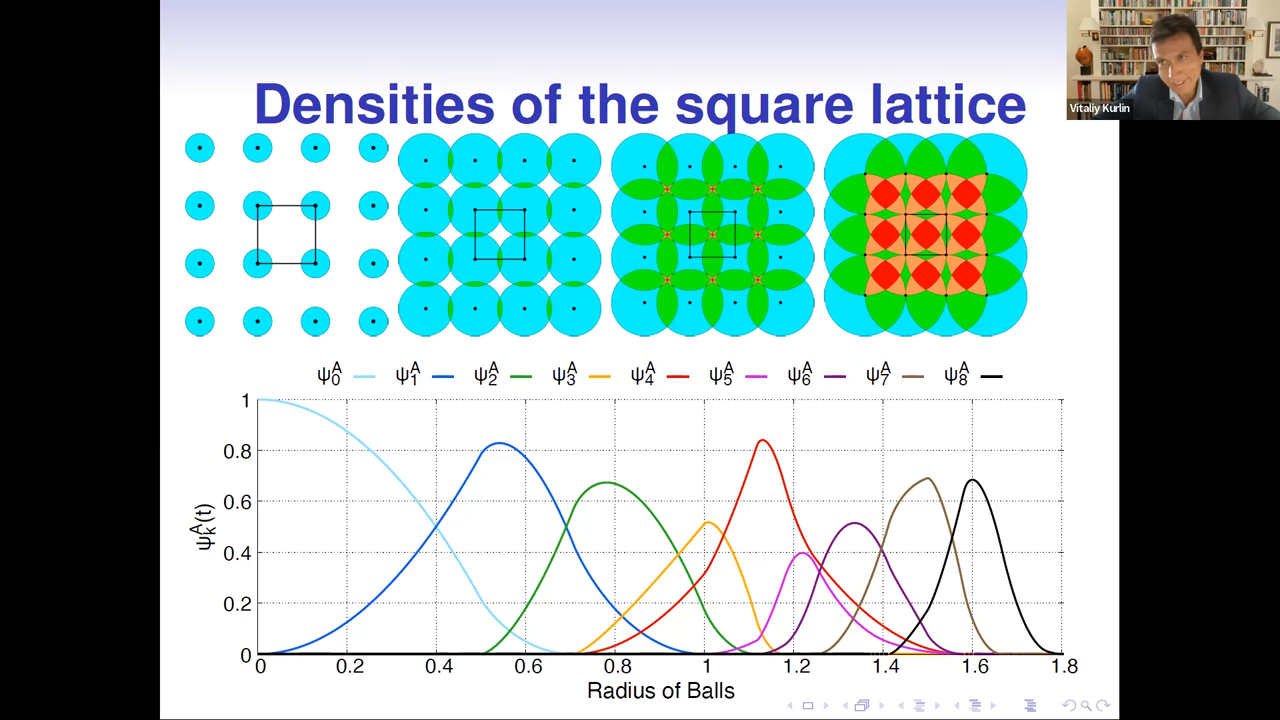 Vitaliy Kurlin
Densities of the square lattice
ψ₀ᴬ ψ₁ᴬ ψ₂ᴬ ψ₃ᴬ ψ₄ᴬ ψ₅ᴬ ψ₆ᴬ ψ₇ᴬ ψ₈ᴬ
1
0.8
0.6
0.4
0.2
0
ψₖᴬ(t)
0 0.2 0.4 0.6 0.8 1 1.2 1.4 1.6 1.8
Radius of Balls